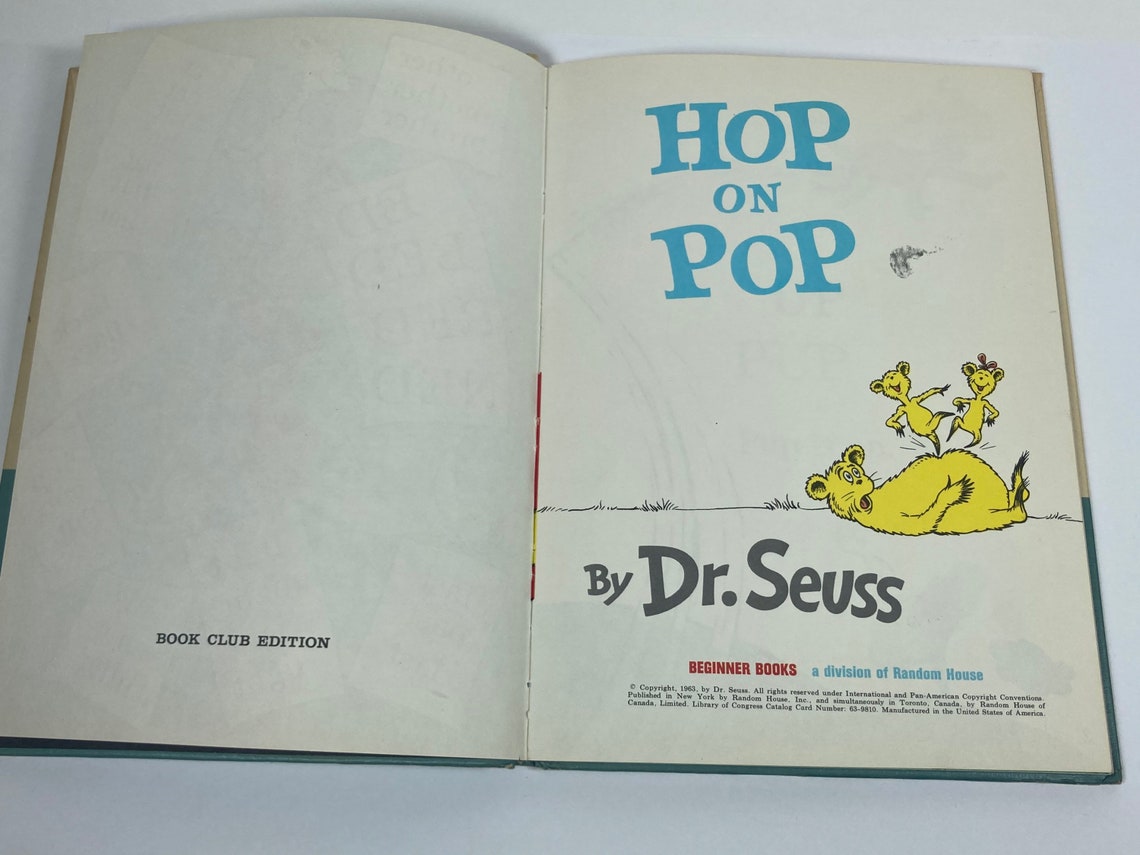 BOOK CLUB EDITION
HOP
ON
POP
By Dr. Seuss
BEGINNER BOOKS a division of Random House
© Copyright, 1963, by Dr. Seuss. All rights reserved under International and Pan-American Copyright Conventions.
Published in New York by Random House, Inc., and simultaneously in Toronto, Canada, by Random House of
Canada, Limited. Library of Congress Catalog Card Number: 63-9810. Manufactured in the United States of America.